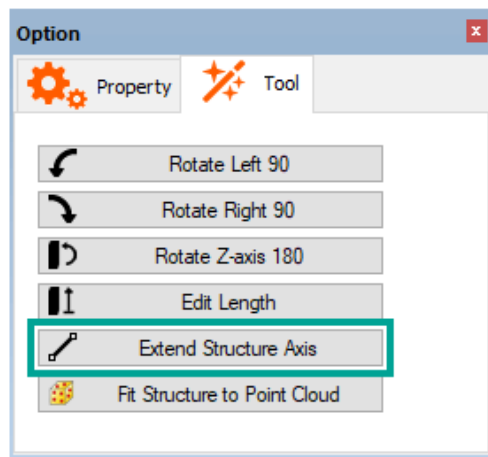 Option
x
Property
Tool
Rotate Left 90
Rotate Right 90
Rotate Z-axis 180
Edit Length
Extend Structure Axis
Fit Structure to Point Cloud